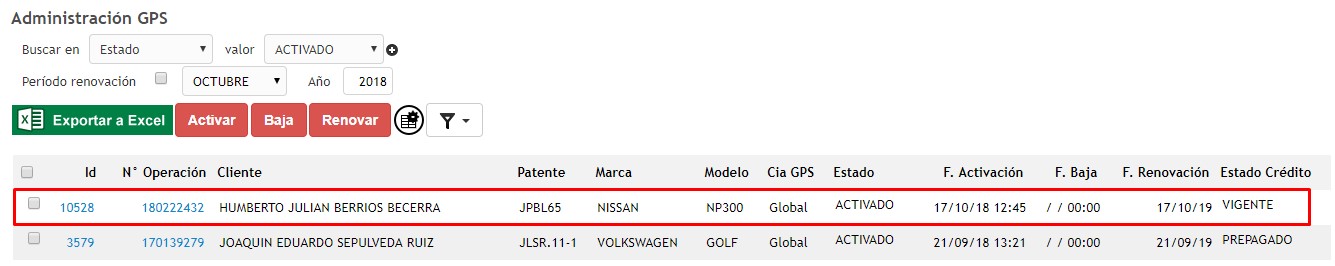 Administración GPS
Buscar en Estado valor ACTIVADO
Período renovación OCTUBRE Año 2018
Exportar a Excel Activar Baja Renovar
Id N° Operación Cliente Patente Marca Modelo Cia GPS Estado F. Activación F. Baja F. Renovación Estado Crédito
10528 180222432 HUMBERTO JULIAN BERRIOS BECERRA JPBL65 NISSAN NP300 Global ACTIVADO 17/10/18 12:45 / / 00:00 17/10/19 VIGENTE
3579 170139279 JOAQUIN EDUARDO SEPULVEDA RUIZ JLSR.11-1 VOLKSWAGEN GOLF Global ACTIVADO 21/09/18 13:21 / / 00:00 21/09/19 PREPAGADO